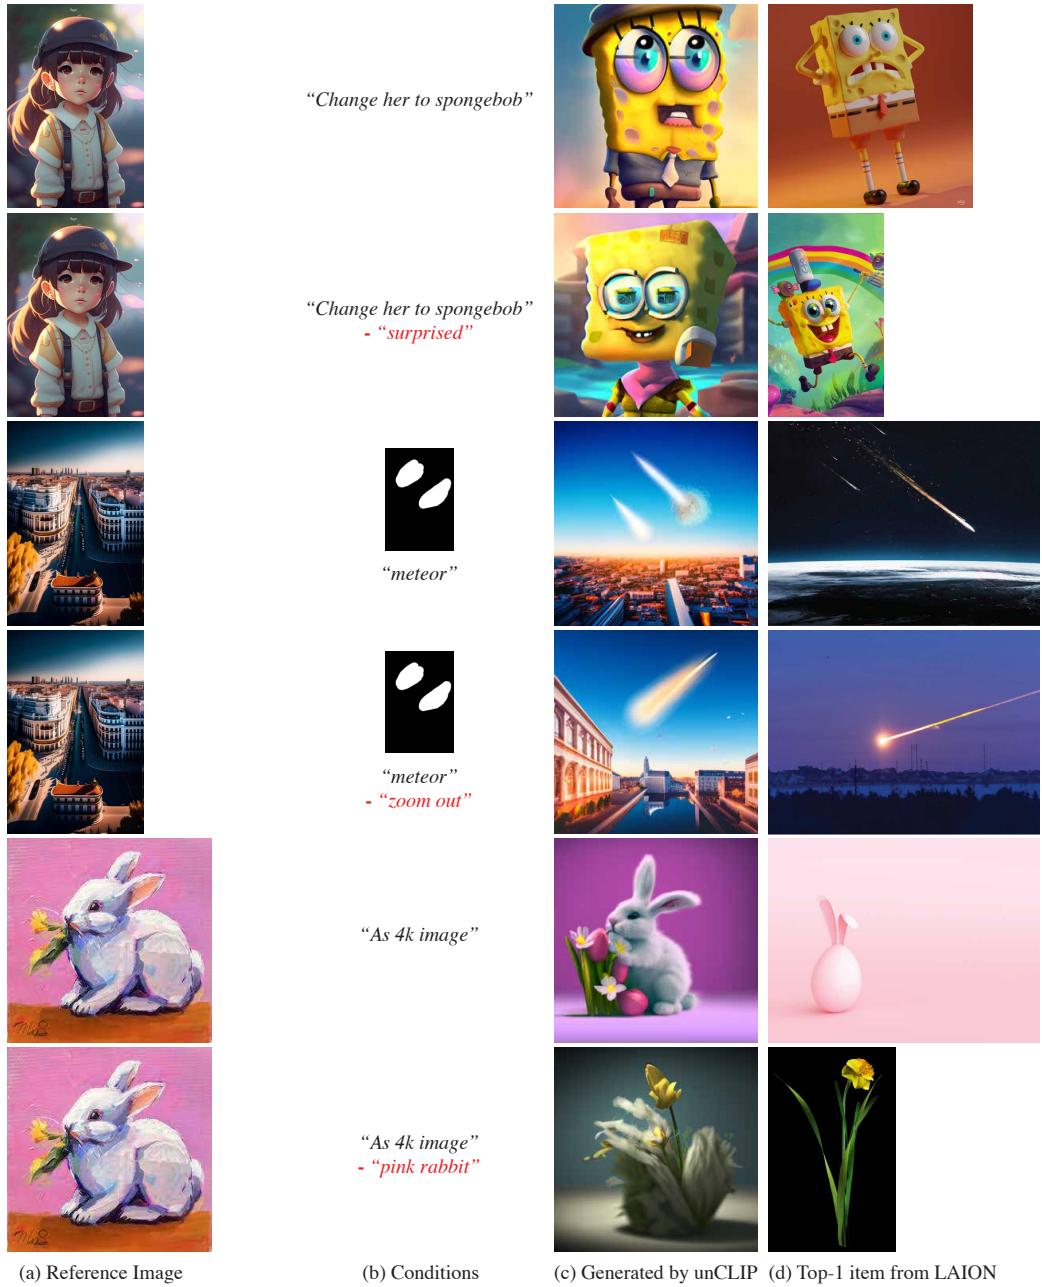 “Change her to spongebob”
“Change her to spongebob”
- “surprised”
“meteor”
“meteor”
- “zoom out”
“As 4k image”
“As 4k image”
- “pink rabbit”
(a) Reference Image
(b) Conditions
(c) Generated by unCLIP
(d) Top-1 item from LAION